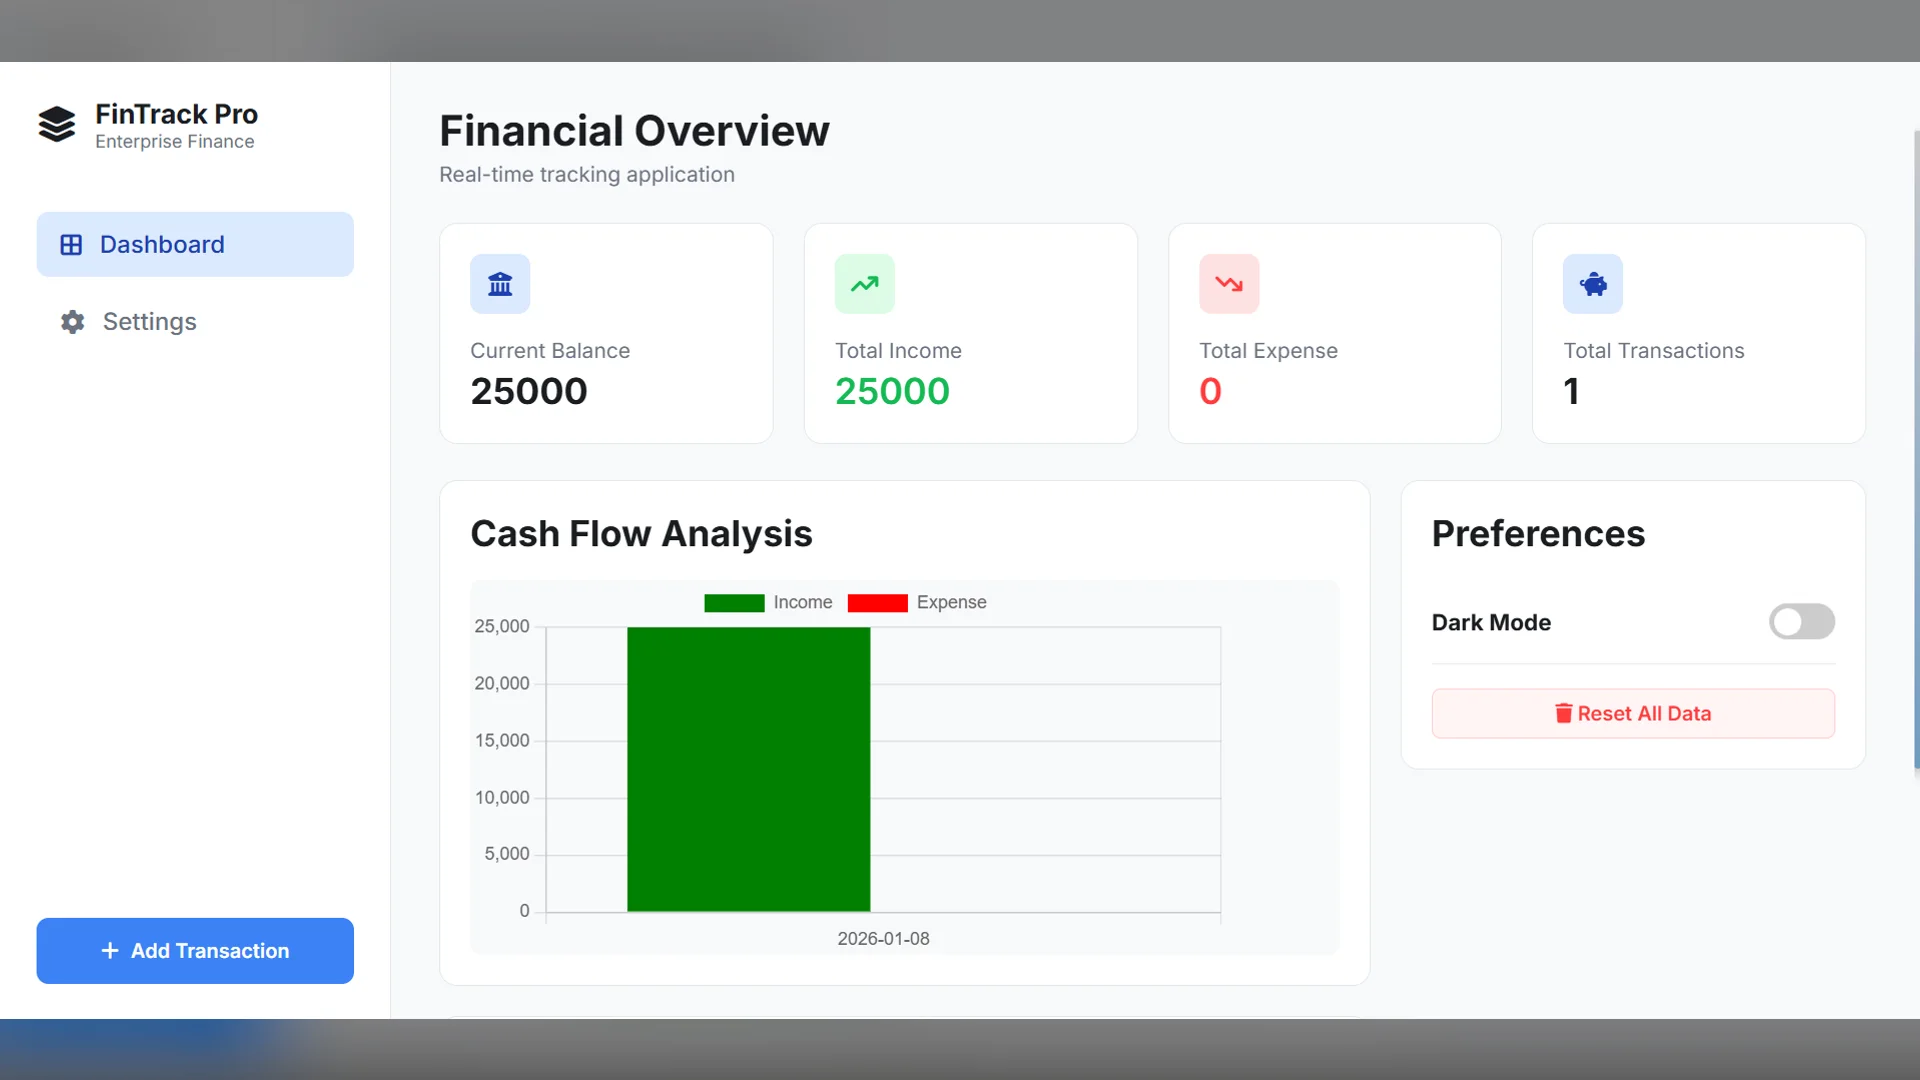 FinTrack Pro
Enterprise Finance
Dashboard
Settings
Add Transaction
Financial Overview
Real-time tracking application
Current Balance
25000
Total Income
25000
Total Expense
0
Total Transactions
1
Cash Flow Analysis
Income Expense
25,000
20,000
15,000
10,000
5,000
0
2026-01-08
Preferences
Dark Mode
Reset All Data